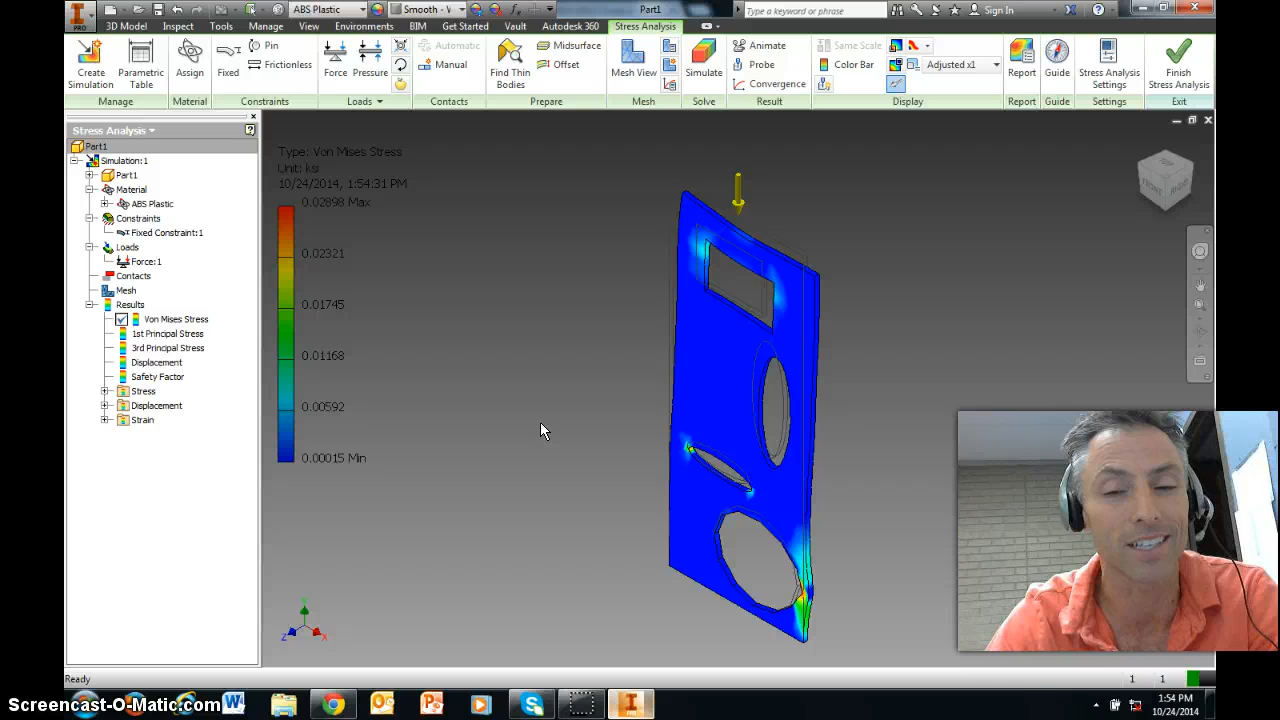 PRO
ABS Plastic
Smooth - V
Part1
Type a keyword or phrase
Sign In
3D Model
Inspect
Tools
Manage
View
Environments
BIM
Get Started
Vault
Autodesk 360
Stress Analysis
Create Simulation
Parametric Table
Assign
Fixed
Pin
Frictionless
Force
Pressure
Automatic
Manual
Find Thin Bodies
Midsurface
Offset
Mesh View
Simulate
Animate
Probe
Convergence
Same Scale
Color Bar
Adjusted x1
Report
Guide
Stress Analysis Settings
Finish Stress Analysis
Manage
Material
Constraints
Loads
Contacts
Prepare
Mesh
Solve
Result
Display
Report
Guide
Settings
Exit
Stress Analysis
Part1
Simulation:1
Part1
Material
ABS Plastic
Constraints
Fixed Constraint:1
Loads
Force:1
Contacts
Mesh
Results
Von Mises Stress
1st Principal Stress
3rd Principal Stress
Displacement
Safety Factor
Stress
Displacement
Strain
Type: Von Mises Stress
Unit: ksi
10/24/2014, 1:54:31 PM
0.02898 Max
0.02321
0.01745
0.01168
0.00592
0.00015 Min
FRONT
RIGHT
Y
Z
X
Ready
1
1
Screencast-O-Matic.com
1:54 PM
10/24/2014